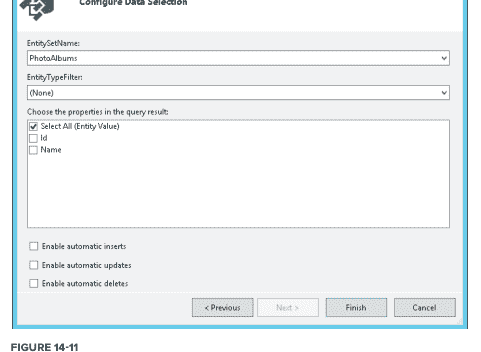 Configure Data Selection
EntitySetName:
PhotoAlbums
EntityTypeFilter:
(None)
Choose the properties in the query result:
Select All (Entity Value)
Id
Name
Enable automatic inserts
Enable automatic updates
Enable automatic deletes
< Previous Next > Finish Cancel
FIGURE 14-11